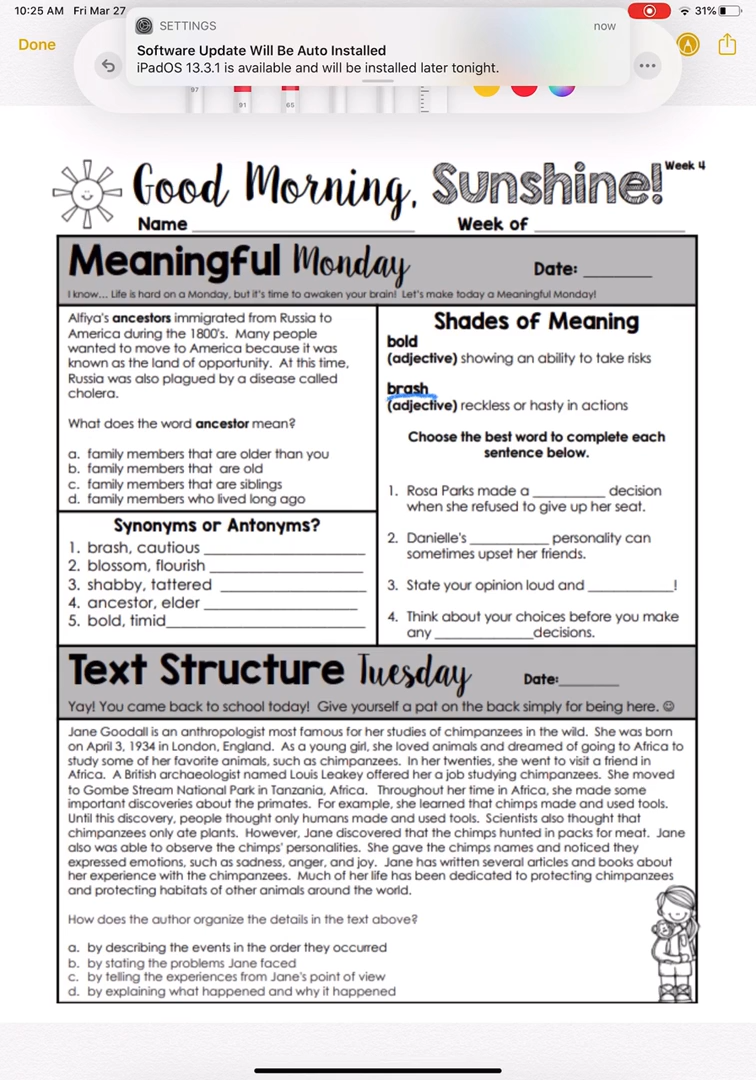 10:25 AM Fri Mar 27
31%
SETTINGS
now
Software Update Will Be Auto Installed
iPadOS 13.3.1 is available and will be installed later tonight.
Done
97
91
65
Good Morning, Sunshine!
Week 4
Name ______________ Week of ______________
Meaningful Monday
Date: ________
I know... Life is hard on a Monday, but it's time to awaken your brain! Let's make today a Meaningful Monday!
Alfiya's ancestors immigrated from Russia to
America during the 1800's. Many people
wanted to move to America because it was
known as the land of opportunity. At this time,
Russia was also plagued by a disease called
cholera.
What does the word ancestor mean?
a. family members that are older than you
b. family members that are old
c. family members that are siblings
d. family members who lived long ago
Synonyms or Antonyms?
1. brash, cautious ______________
2. blossom, flourish ______________
3. shabby, tattered ______________
4. ancestor, elder ______________
5. bold, timid______________
Shades of Meaning
bold
(adjective) showing an ability to take risks
brash
(adjective) reckless or hasty in actions
Choose the best word to complete each
sentence below.
1. Rosa Parks made a __________ decision
when she refused to give up her seat.
2. Danielle's ___________ personality can
sometimes upset her friends.
3. State your opinion loud and ____________!
4. Think about your choices before you make
any ______________decisions.
Text Structure Tuesday
Date:________
Yay! You came back to school today! Give yourself a pat on the back simply for being here. ☺
Jane Goodall is an anthropologist most famous for her studies of chimpanzees in the wild. She was born
on April 3, 1934 in London, England. As a young girl, she loved animals and dreamed of going to Africa to
study some of her favorite animals, such as chimpanzees. In her twenties, she went to visit a friend in
Africa. A British archaeologist named Louis Leakey offered her a job studying chimpanzees. She moved
to Gombe Stream National Park in Tanzania, Africa. Throughout her time in Africa, she made some
important discoveries about the primates. For example, she learned that chimps made and used tools.
Until this discovery, people thought only humans made and used tools. Scientists also thought that
chimpanzees only ate plants. However, Jane discovered that the chimps hunted in packs for meat. Jane
also was able to observe the chimps' personalities. She gave the chimps names and noticed they
expressed emotions, such as sadness, anger, and joy. Jane has written several articles and books about
her experience with the chimpanzees. Much of her life has been dedicated to protecting chimpanzees
and protecting habitats of other animals around the world.
How does the author organize the details in the text above?
a. by describing the events in the order they occurred
b. by stating the problems Jane faced
c. by telling the experiences from Jane's point of view
d. by explaining what happened and why it happened